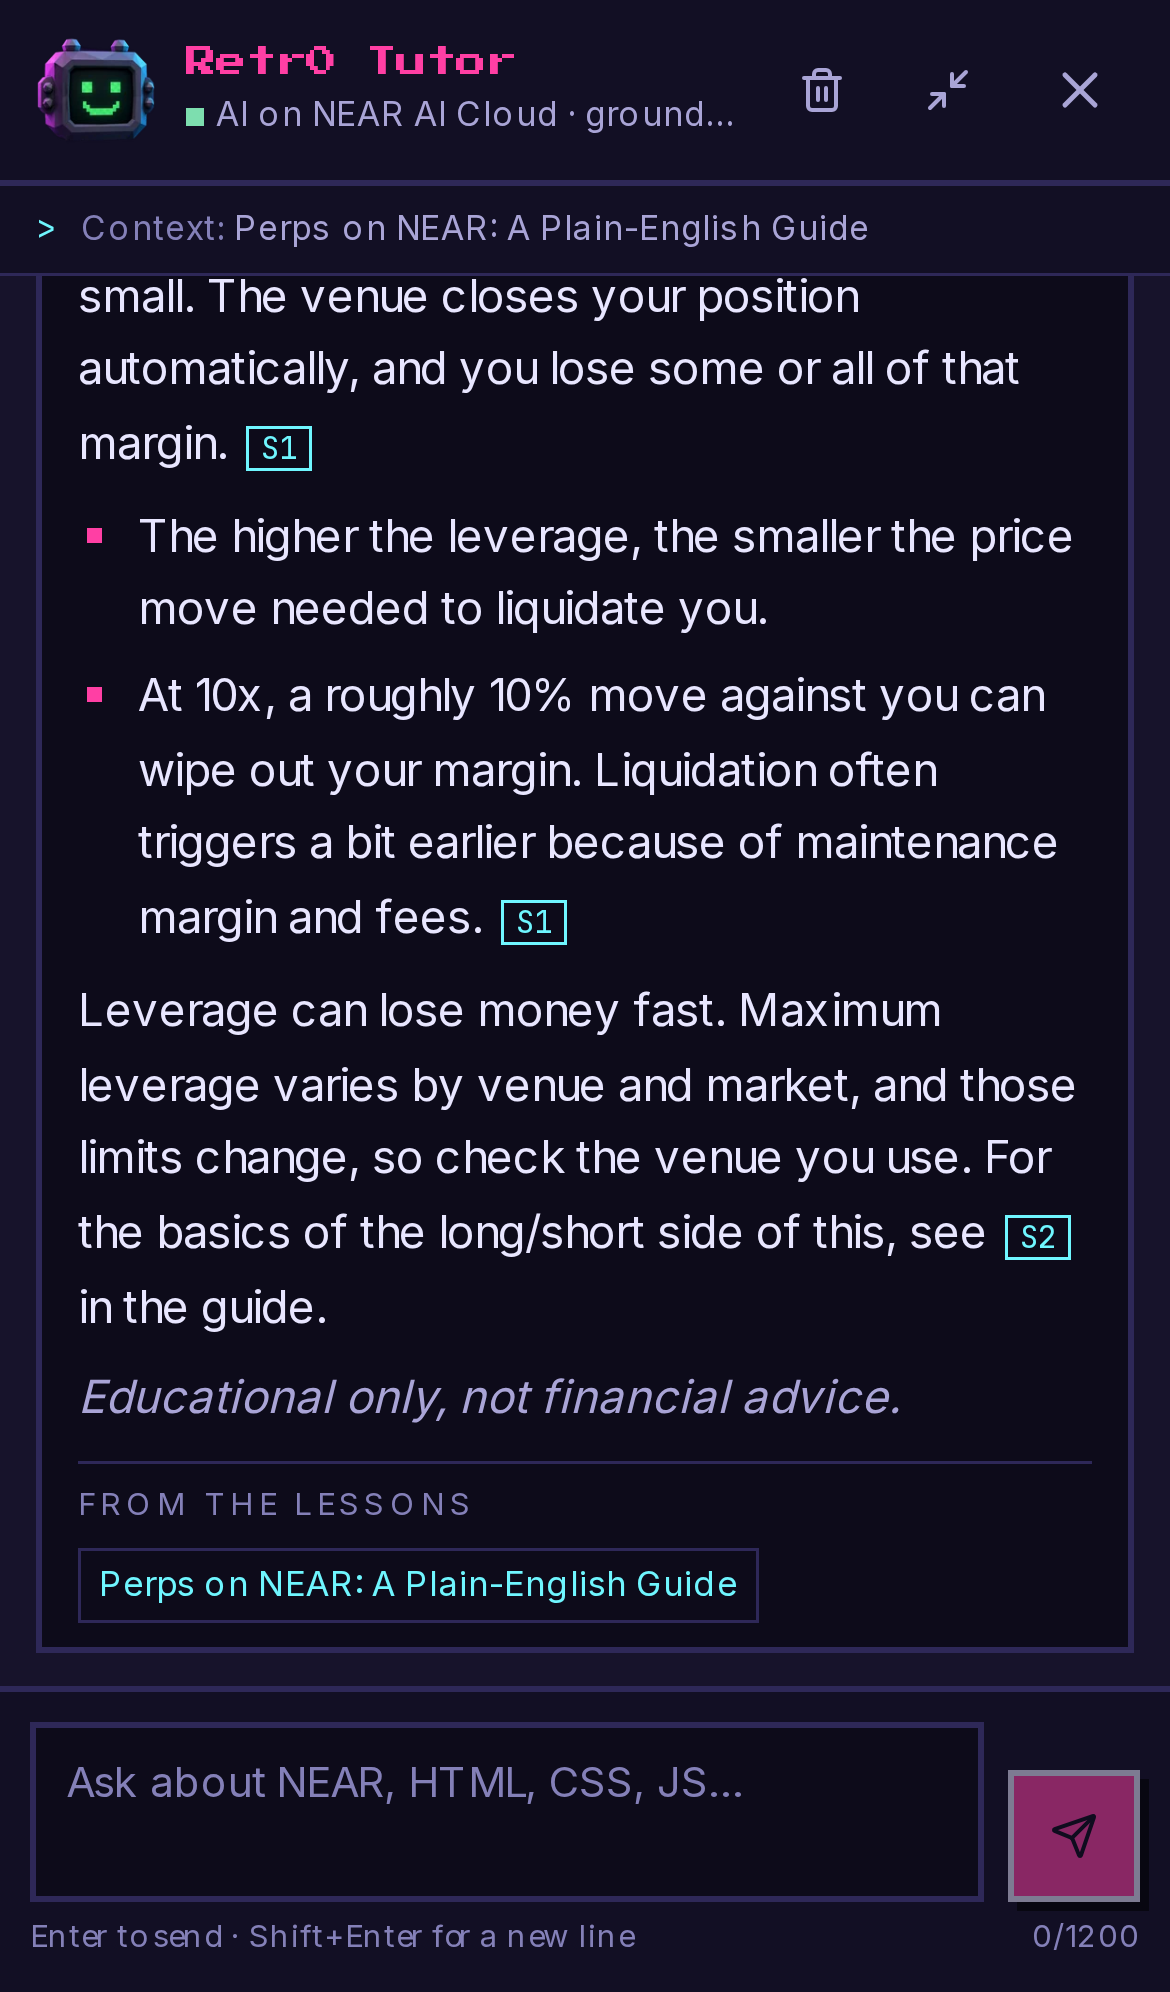 Retr0 Tutor
AI on NEAR AI Cloud · ground...
> Context: Perps on NEAR: A Plain-English Guide
small. The venue closes your position
automatically, and you lose some or all of that
margin. S1
The higher the leverage, the smaller the price
move needed to liquidate you.
At 10x, a roughly 10% move against you can
wipe out your margin. Liquidation often
triggers a bit earlier because of maintenance
margin and fees. S1
Leverage can lose money fast. Maximum
leverage varies by venue and market, and those
limits change, so check the venue you use. For
the basics of the long/short side of this, see S2
in the guide.
Educational only, not financial advice.
FROM THE LESSONS
Perps on NEAR: A Plain-English Guide
Ask about NEAR, HTML, CSS, JS...
Enter to send · Shift+Enter for a new line
0/1200